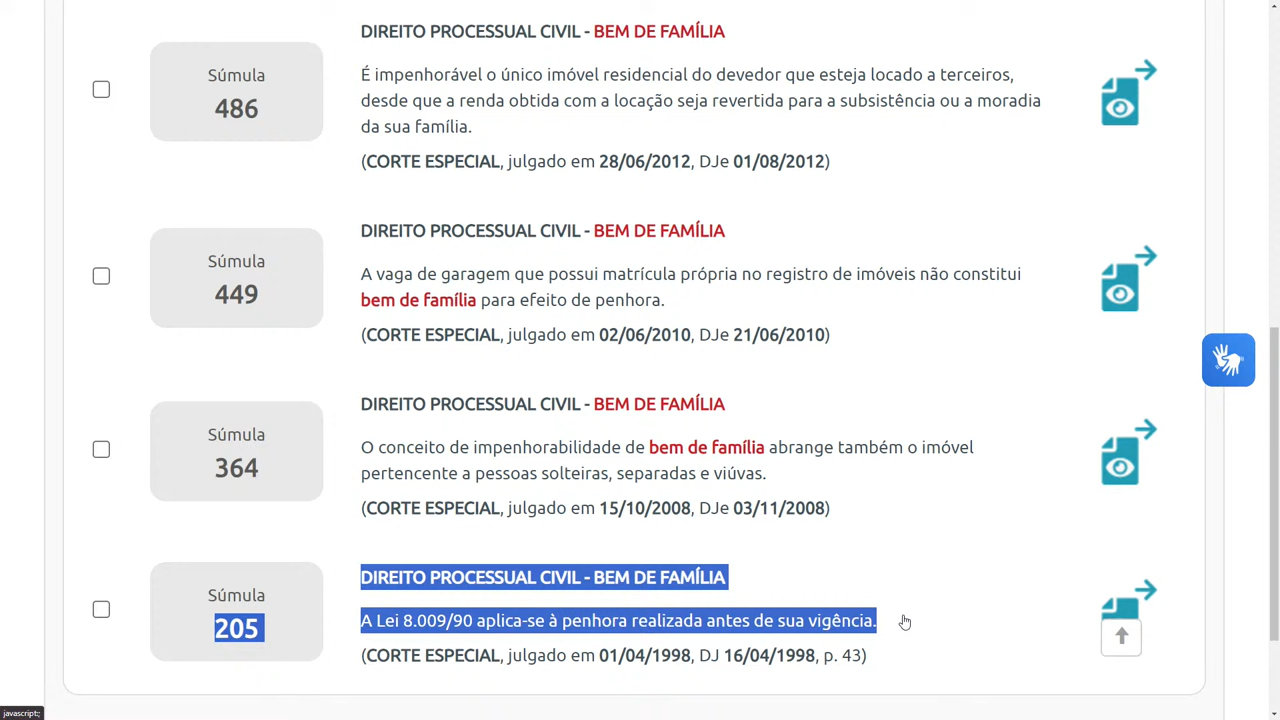 DIREITO PROCESSUAL CIVIL - BEM DE FAMÍLIA
Súmula
486
É impenhorável o único imóvel residencial do devedor que esteja locado a terceiros,
desde que a renda obtida com a locação seja revertida para a subsistência ou a moradia
da sua família.
(CORTE ESPECIAL, julgado em 28/06/2012, DJe 01/08/2012)
DIREITO PROCESSUAL CIVIL - BEM DE FAMÍLIA
Súmula
449
A vaga de garagem que possui matrícula própria no registro de imóveis não constitui
bem de família para efeito de penhora.
(CORTE ESPECIAL, julgado em 02/06/2010, DJe 21/06/2010)
DIREITO PROCESSUAL CIVIL - BEM DE FAMÍLIA
Súmula
364
O conceito de impenhorabilidade de bem de família abrange também o imóvel
pertencente a pessoas solteiras, separadas e viúvas.
(CORTE ESPECIAL, julgado em 15/10/2008, DJe 03/11/2008)
DIREITO PROCESSUAL CIVIL - BEM DE FAMÍLIA
Súmula
205
A Lei 8.009/90 aplica-se à penhora realizada antes de sua vigência.
(CORTE ESPECIAL, julgado em 01/04/1998, DJ 16/04/1998, p. 43)
javascript:;